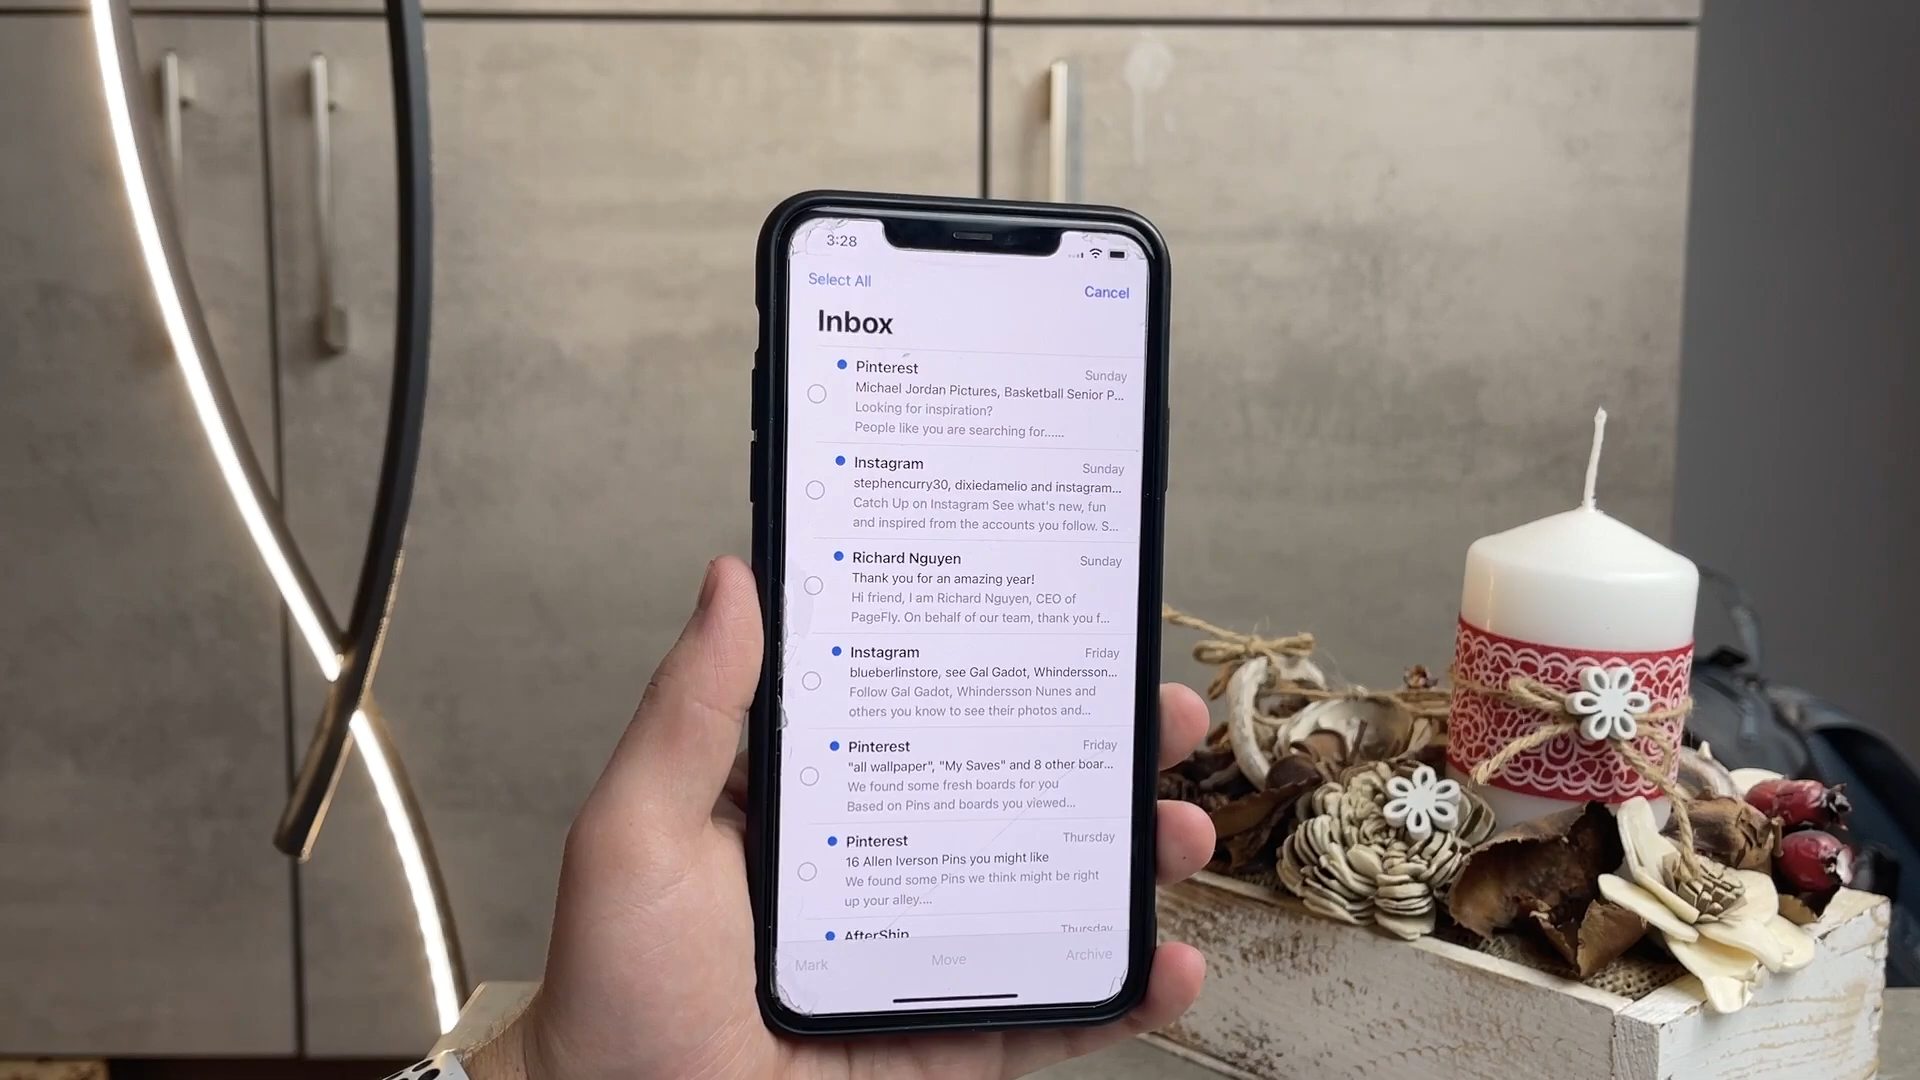 3:28
Select All
Cancel
Inbox
Pinterest
Sunday
Michael Jordan Pictures, Basketball Senior P...
Looking for inspiration?
People like you are searching for......
Instagram
Sunday
stephencurry30, dixiedamelio and instagram...
Catch Up on Instagram See what's new, fun
and inspired from the accounts you follow. S...
Richard Nguyen
Sunday
Thank you for an amazing year!
Hi friend, I am Richard Nguyen, CEO of
PageFly. On behalf of our team, thank you f...
Instagram
Friday
blueberlinstore, see Gal Gadot, Whindersson...
Follow Gal Gadot, Whindersson Nunes and
others you know to see their photos and...
Pinterest
Friday
"all wallpaper", "My Saves" and 8 other boar...
We found some fresh boards for you
Based on Pins and boards you viewed...
Pinterest
Thursday
16 Allen Iverson Pins you might like
We found some Pins we think might be right
up your alley....
AfterShip
Thursday
Mark
Move
Archive